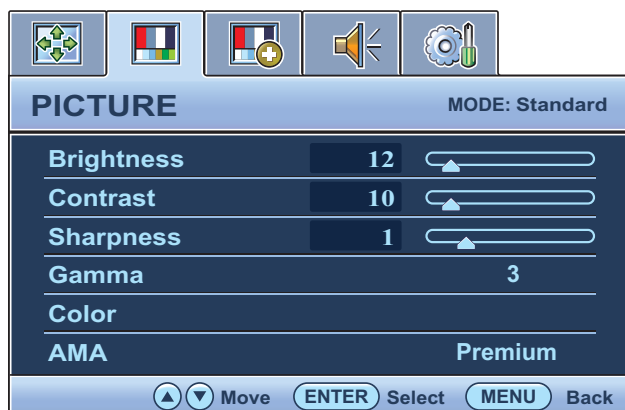 PICTURE MODE: Standard
Brightness 12
Contrast 10
Sharpness 1
Gamma 3
Color
AMA Premium
Move ENTER Select MENU Back